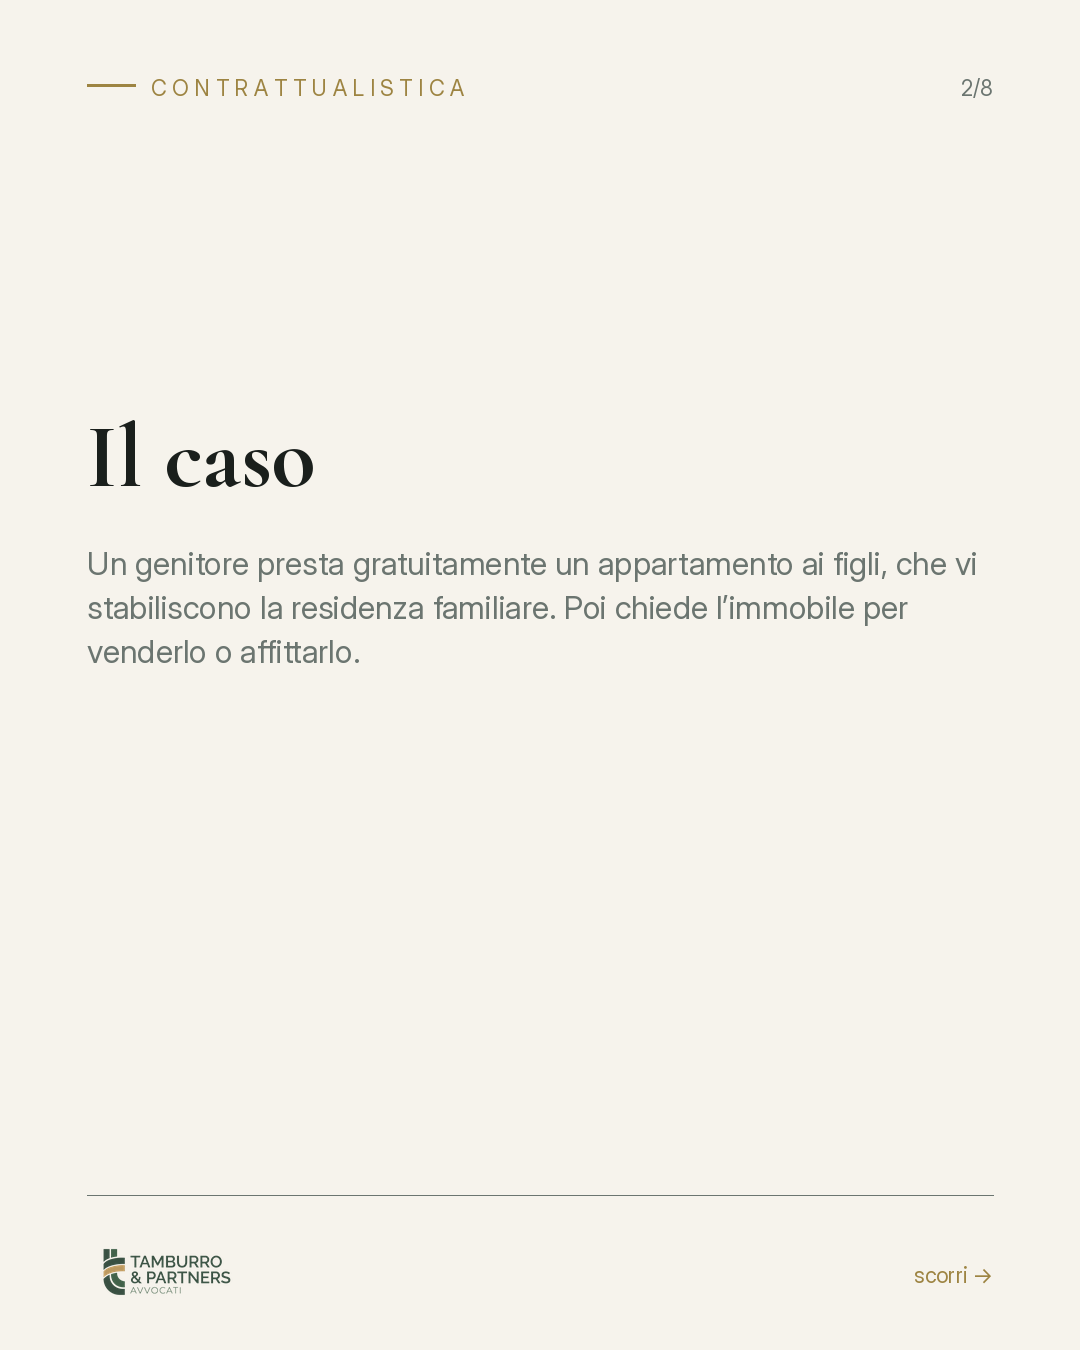 CONTRATTUALISTICA
2/8
Il caso
Un genitore presta gratuitamente un appartamento ai figli, che vi
stabiliscono la residenza familiare. Poi chiede l’immobile per
venderlo o affittarlo.
TAMBURRO
& PARTNERS
AVVOCATI
scorri →